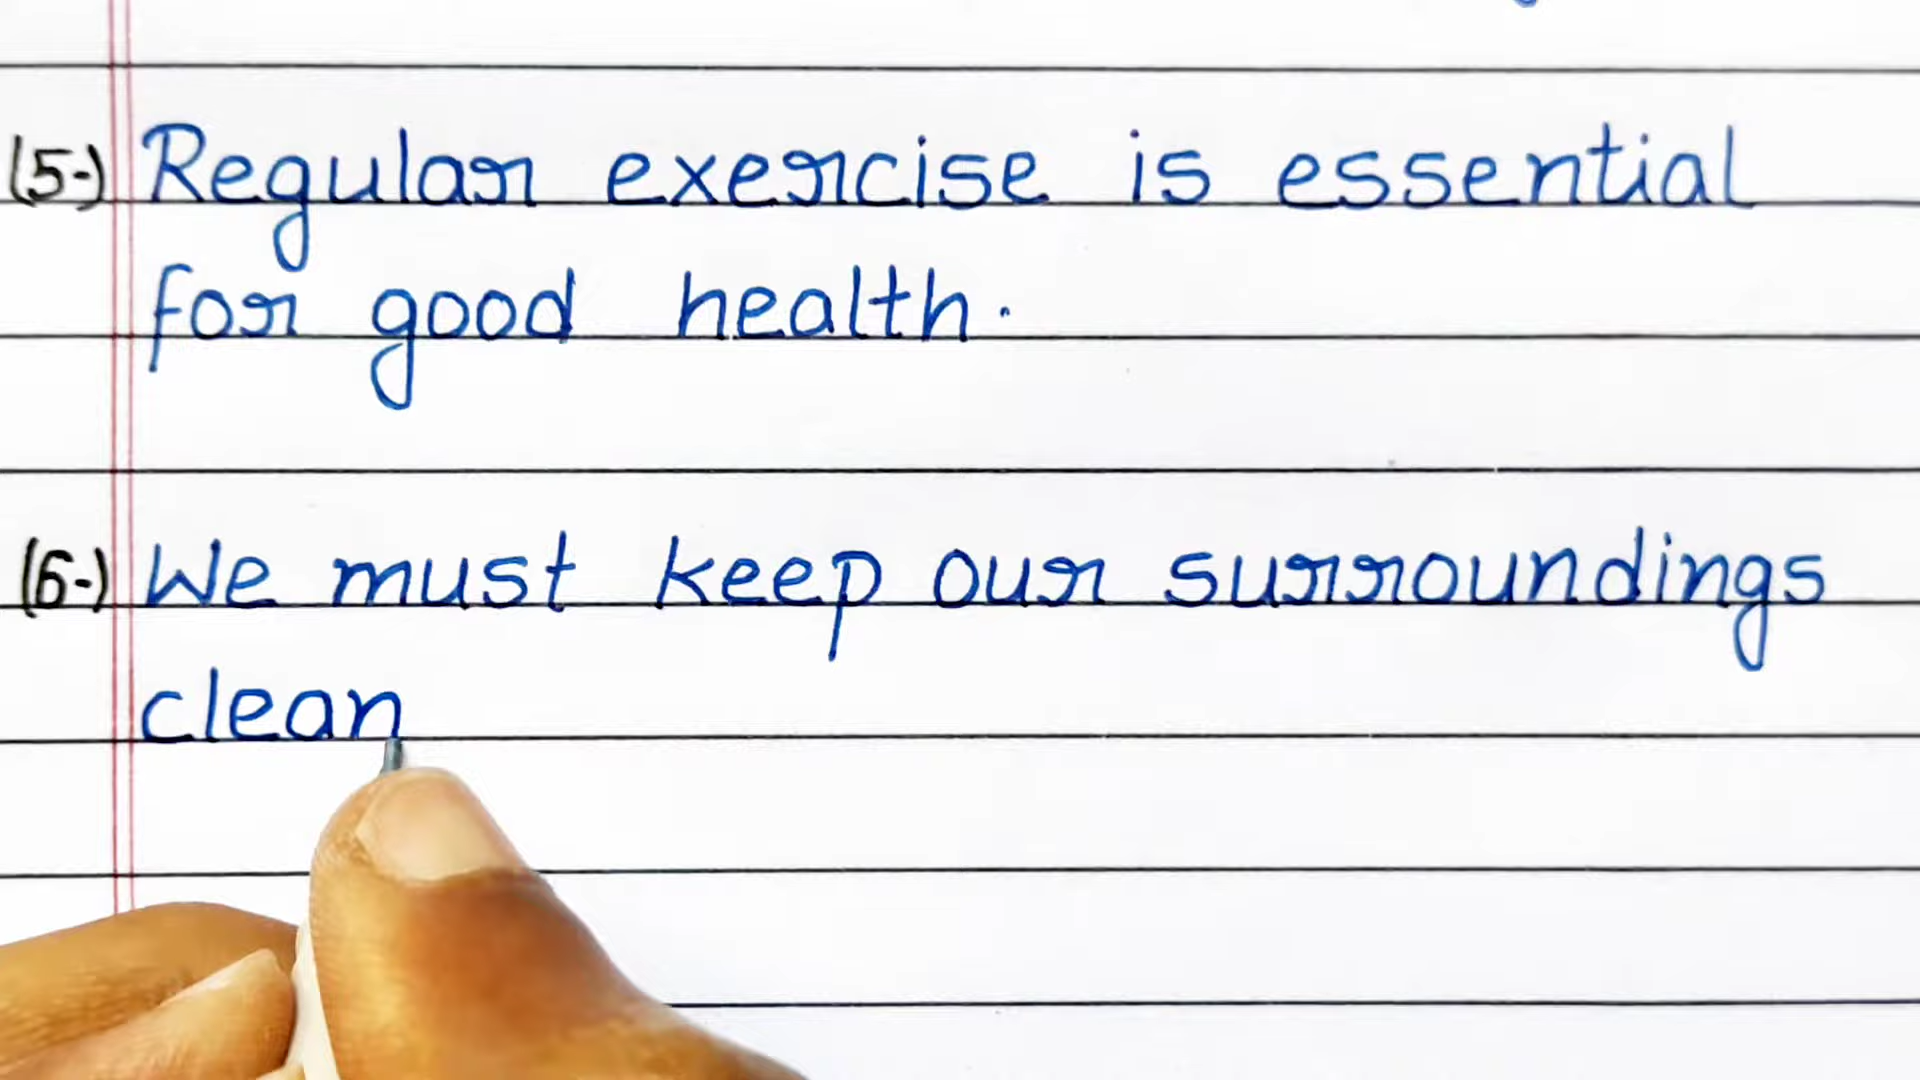 (5-) Regular exercise is essential
for good health.
(6-) We must keep our surroundings
clean